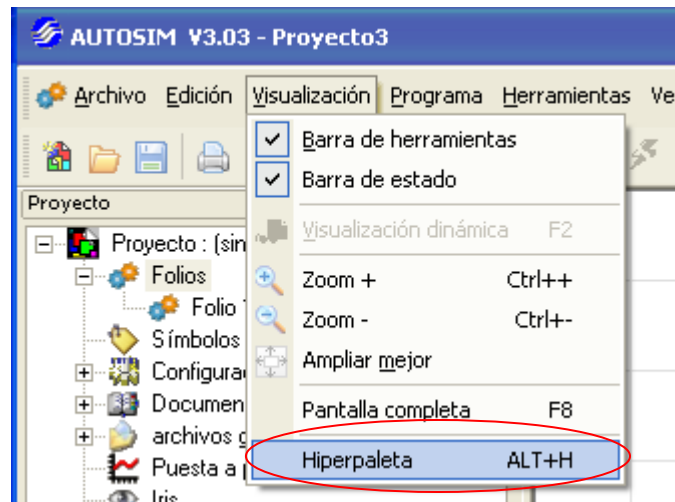 AUTOSIM V3.03 - Proyecto3
Archivo Edición Visualización Programa Herramientas Ve
Barra de herramientas
Barra de estado
Visualización dinámica F2
Zoom + Ctrl++
Zoom - Ctrl+-
Ampliar mejor
Pantalla completa F8
Hiperpaleta ALT+H
Proyecto
Proyecto : (sin
Folios
Folio
Símbolos
Configura
Documen
archivos g
Puesta a p
Iris